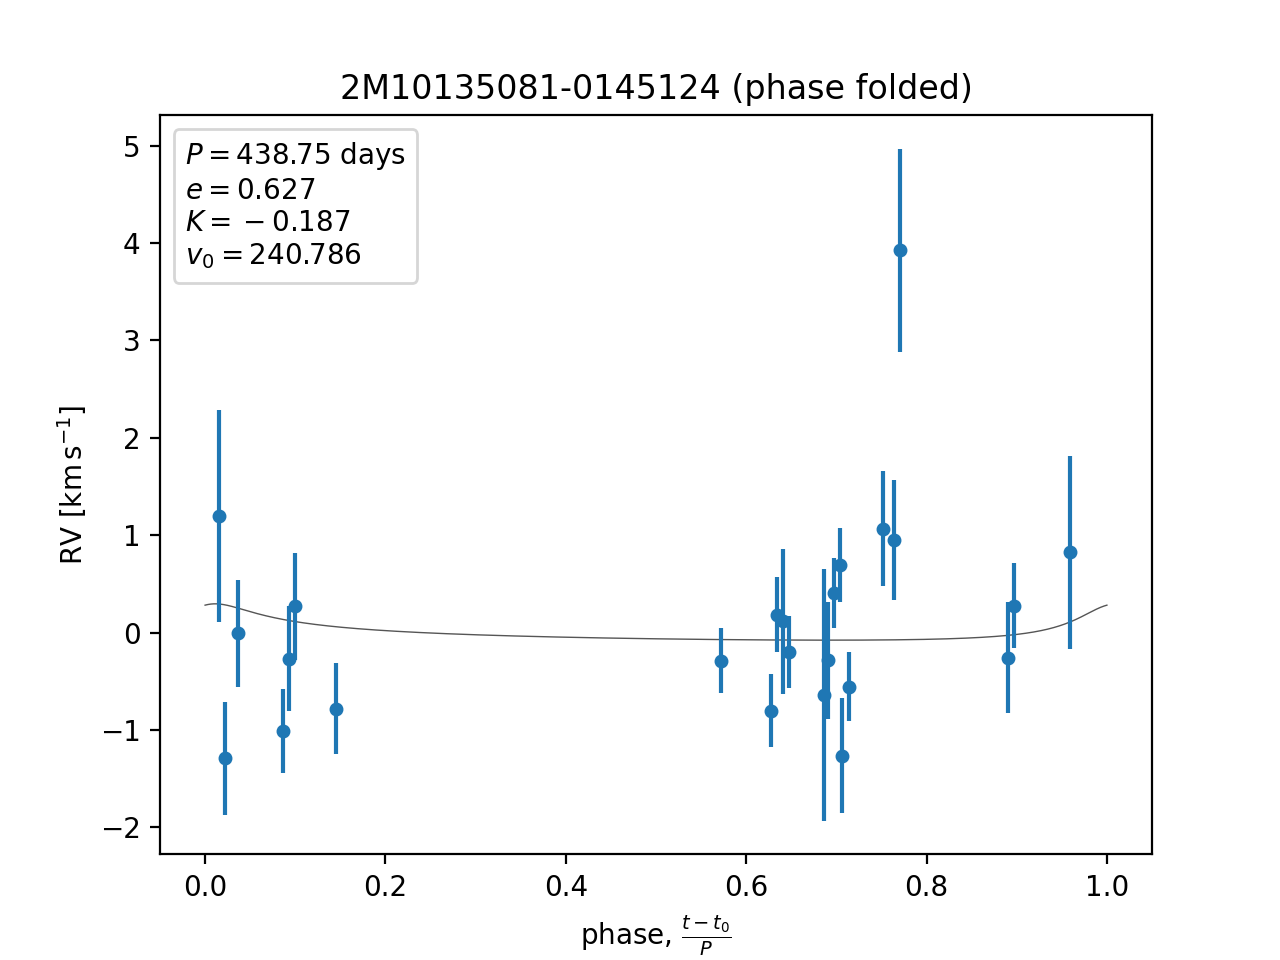 2M10135081-0145124 (phase folded)
P = 438.75 days
e = 0.627
K = −0.187
v₀ = 240.786
5
4
3
2
1
0
−1
−2
RV [km s⁻¹]
0.0 0.2 0.4 0.6 0.8 1.0
phase, (t − t₀)/P